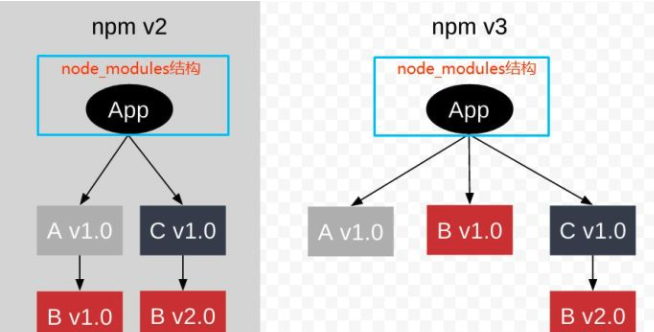 npm v2
node_modules结构
App
A v1.0
C v1.0
B v1.0
B v2.0
npm v3
node_modules结构
App
A v1.0
B v1.0
C v1.0
B v2.0